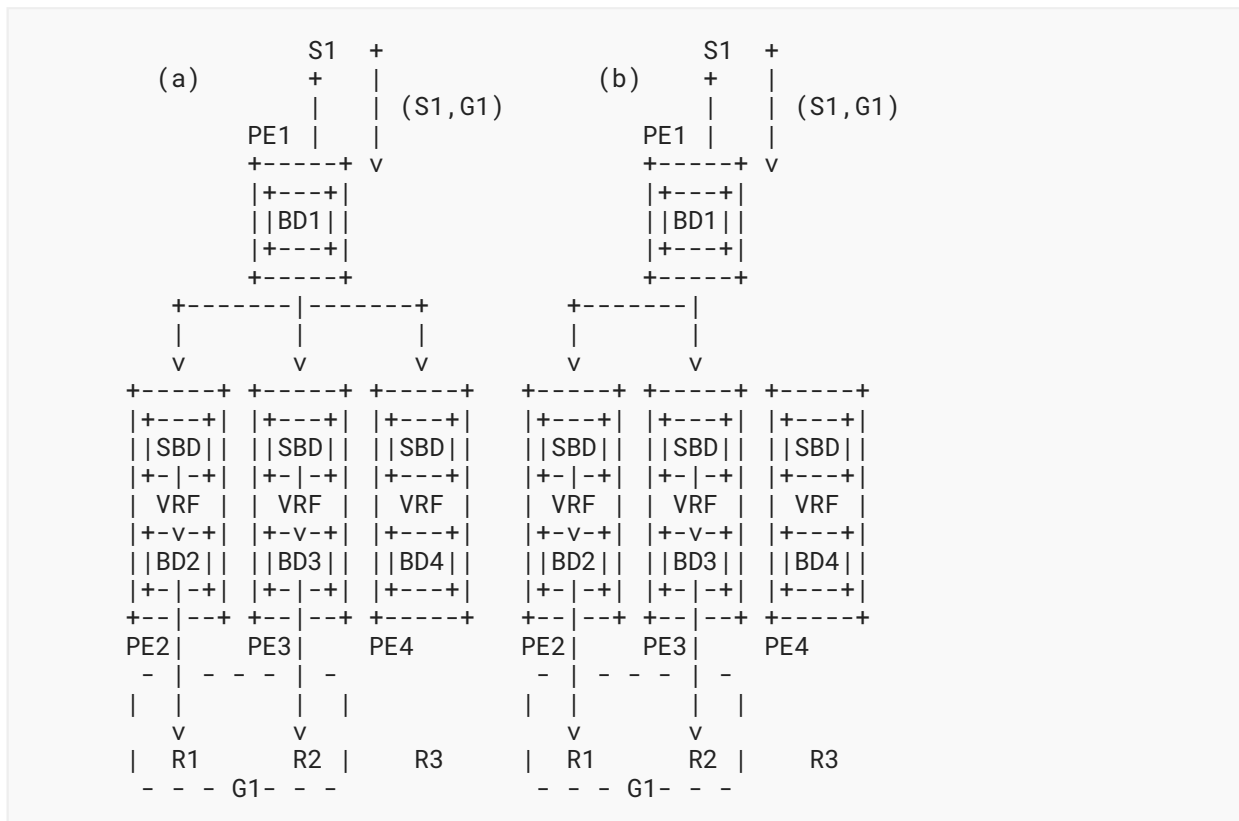 S1   +                          S1   +
  (a)         +    |                 (b)      +    |
              |    | (S1,G1)                  |    | (S1,G1)
         PE1  |    |                     PE1  |    |
          +-----+  v                      +-----+  v
          |+---+|                         |+---+|
          ||BD1||                         ||BD1||
          |+---+|                         |+---+|
          +-----+                         +-----+
   +-------|-------+               +-------|
   |       |       |               |       |
   v       v       v               v       v
+-----+ +-----+ +-----+         +-----+ +-----+ +-----+
|+---+| |+---+| |+---+|         |+---+| |+---+| |+---+|
||SBD|| ||SBD|| ||SBD||         ||SBD|| ||SBD|| ||SBD||
|+-|-+| |+-|-+| |+---+|         |+-|-+| |+-|-+| |+---+|
| VRF | | VRF | | VRF |         | VRF | | VRF | | VRF |
|+-v-+| |+-v-+| |+---+|         |+-v-+| |+-v-+| |+---+|
||BD2|| ||BD3|| ||BD4||         ||BD2|| ||BD3|| ||BD4||
|+-|-+| |+-|-+| |+---+|         |+-|-+| |+-|-+| |+---+|
+--|--+ +--|--+ +-----+         +--|--+ +--|--+ +-----+
PE2|    PE3|    PE4             PE2|    PE3|    PE4
 - | - - - | -                   - | - - - | -
|  |       |  |                 |  |       |  |
   v       v                       v       v
|  R1      R2 |    R3           |  R1      R2 |    R3
 - - - G1- - -                   - - - G1- - -